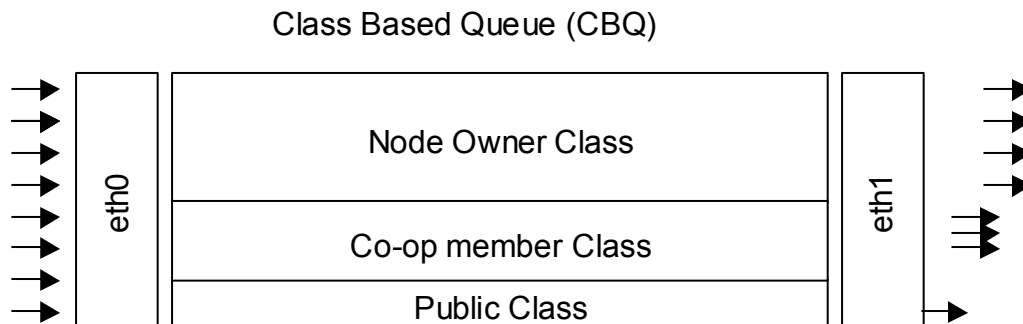 Class Based Queue (CBQ)
eth0
Node Owner Class
Co-op member Class
Public Class
eth1